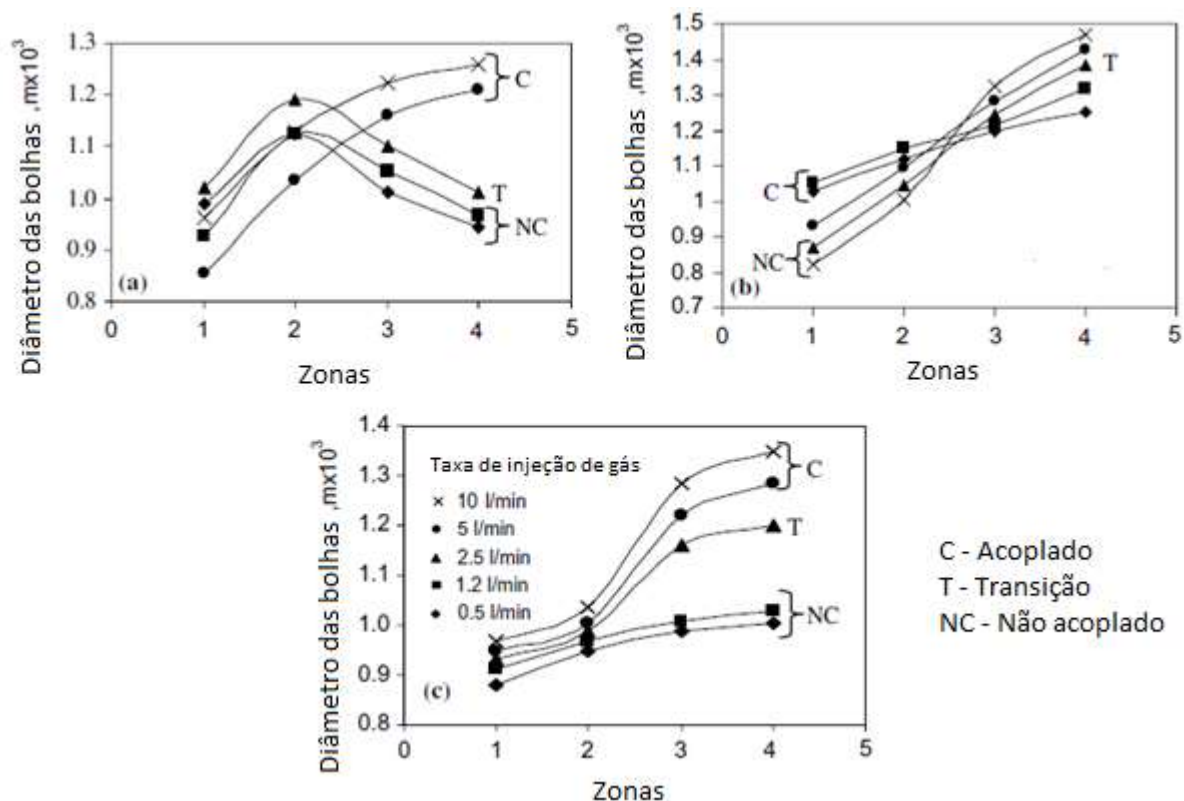 Diâmetro das bolhas ,mx10³
1.3
1.2
1.1
1.0
0.9
0.8
0
1
2
3
4
5
Zonas
(a)
C
T
NC
Diâmetro das bolhas ,mx10³
1.5
1.4
1.3
1.2
1.1
1
0.9
0.8
0.7
0
1
2
3
4
5
Zonas
(b)
T
C
NC
Diâmetro das bolhas ,mx10³
1.4
1.3
1.2
1.1
1.0
0.9
0.8
0
1
2
3
4
5
Zonas
(c)
Taxa de injeção de gás
10 l/min
5 l/min
2.5 l/min
1.2 l/min
0.5 l/min
C
T
NC
C - Acoplado
T - Transição
NC - Não acoplado